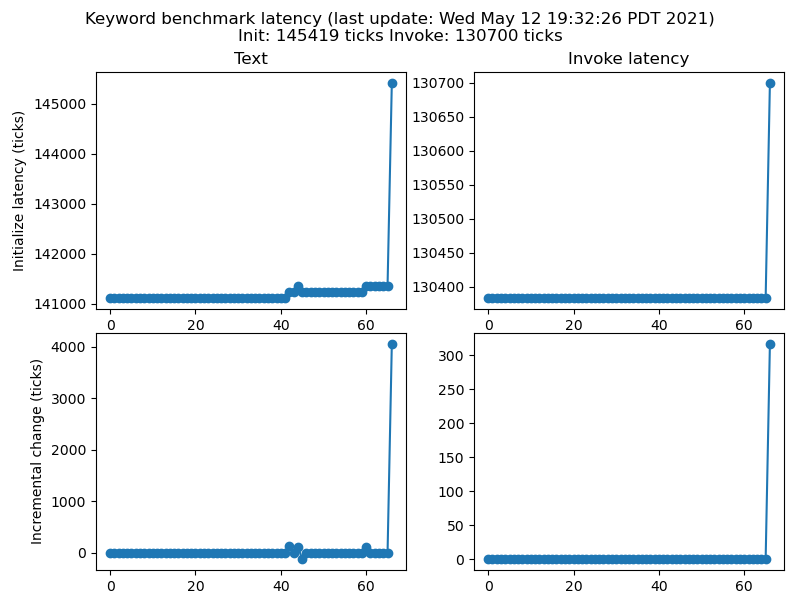 Keyword benchmark latency (last update: Wed May 12 19:32:26 PDT 2021)
Init: 145419 ticks Invoke: 130700 ticks
Text
Invoke latency
Initialize latency (ticks)
145000
144000
143000
142000
141000
0 20 40 60
130700
130650
130600
130550
130500
130450
130400
0 20 40 60
Incremental change (ticks)
4000
3000
2000
1000
0
0 20 40 60
300
250
200
150
100
50
0
0 20 40 60